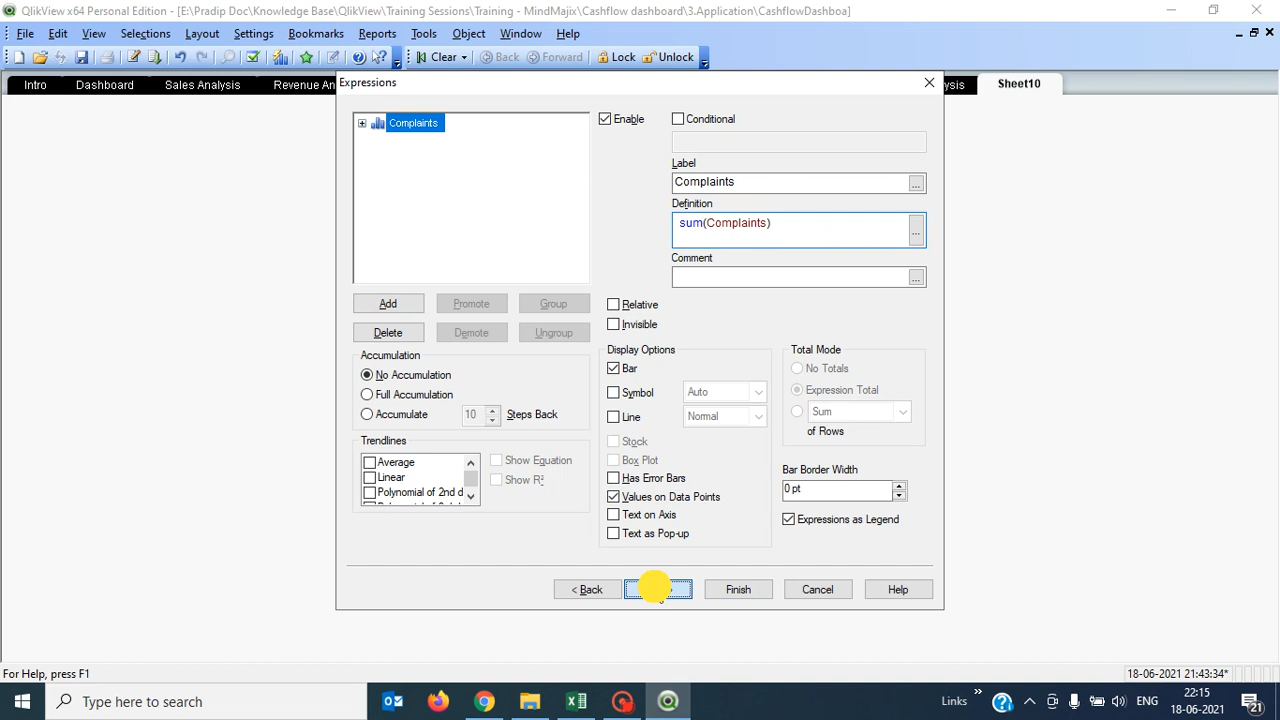 QlikView x64 Personal Edition - [E:\Pradip Doc\Knowledge Base\QlikView\Training Sessions\Training - MindMajix\Cashflow dashboard\3.Application\CashflowDashboa]
File Edit View Selections Layout Settings Bookmarks Reports Tools Object Window Help
Clear Back Forward Lock Unlock
Intro Dashboard Sales Analysis Revenue An ysis Sheet10
Expressions
Complaints
Enable Conditional
Label
Complaints ...
Definition
sum(Complaints) ...
Comment
...
Add Promote Group
Relative
Delete Demote Ungroup
Invisible
Accumulation
No Accumulation
Full Accumulation
Accumulate 10 Steps Back
Trendlines
Average
Linear
Polynomial of 2nd d
Show Equation
Show R²
Display Options
Bar
Symbol Auto
Line Normal
Stock
Box Plot
Has Error Bars
Values on Data Points
Text on Axis
Text as Pop-up
Total Mode
No Totals
Expression Total
Sum
of Rows
Bar Border Width
0 pt
Expressions as Legend
< Back Finish Cancel Help
For Help, press F1 18-06-2021 21:43:34*
Type here to search Links » ENG 22:15
18-06-2021 21